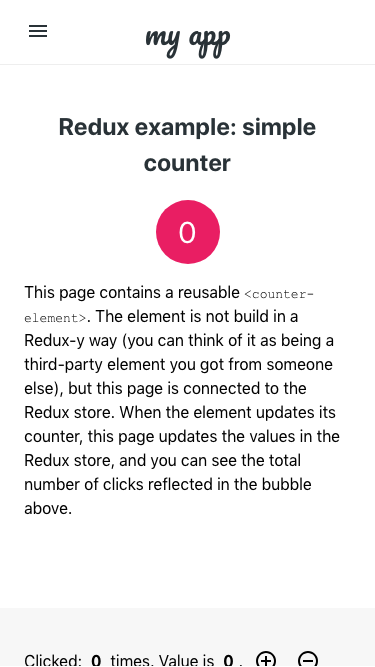 my app
Redux example: simple
counter
0
This page contains a reusable <counter-
element>. The element is not build in a
Redux-y way (you can think of it as being a
third-party element you got from someone
else), but this page is connected to the
Redux store. When the element updates its
counter, this page updates the values in the
Redux store, and you can see the total
number of clicks reflected in the bubble
above.
Clicked: 0 times. Value is 0.